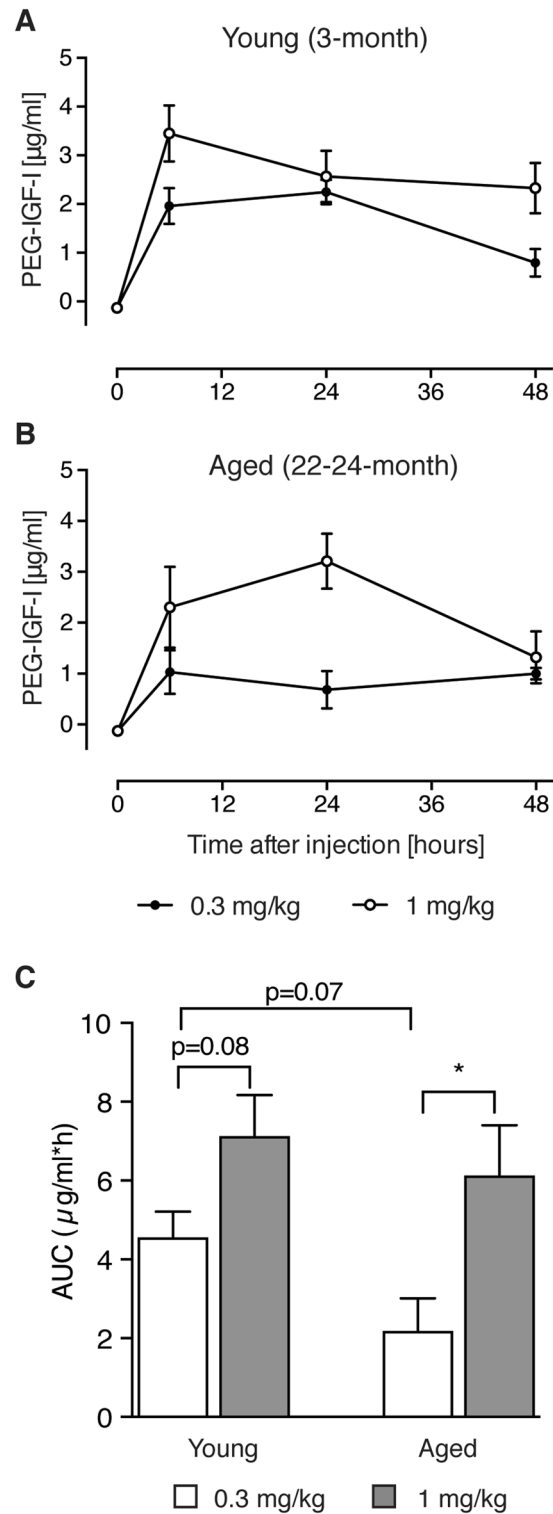 A
Young (3-month)
PEG-IGF-I [µg/ml]
5
4
3
2
1
0
0 12 24 36 48
B
Aged (22-24-month)
PEG-IGF-I [µg/ml]
5
4
3
2
1
0
0 12 24 36 48
Time after injection [hours]
0.3 mg/kg 1 mg/kg
C
p=0.07
p=0.08
*
AUC (µg/ml*h)
10
8
6
4
2
0
Young Aged
0.3 mg/kg 1 mg/kg